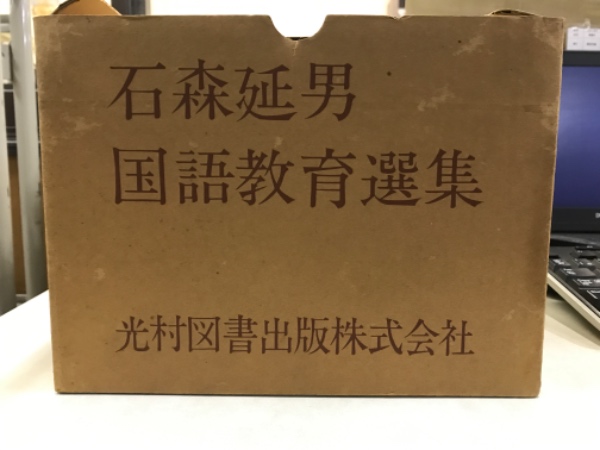 石森延男
国語教育選集
光村図書出版株式会社